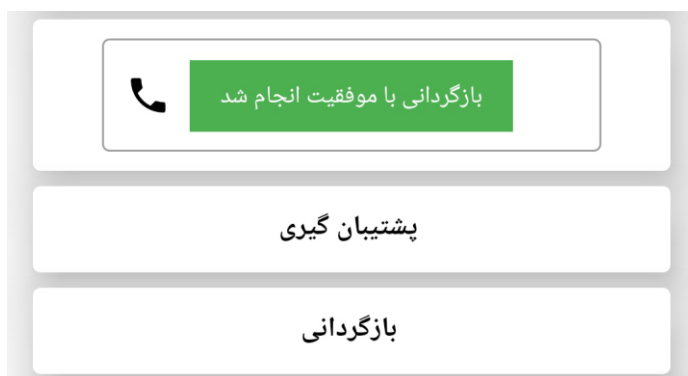 بازگردانی با موفقیت انجام شد
پشتیبان گیری
بازگردانی